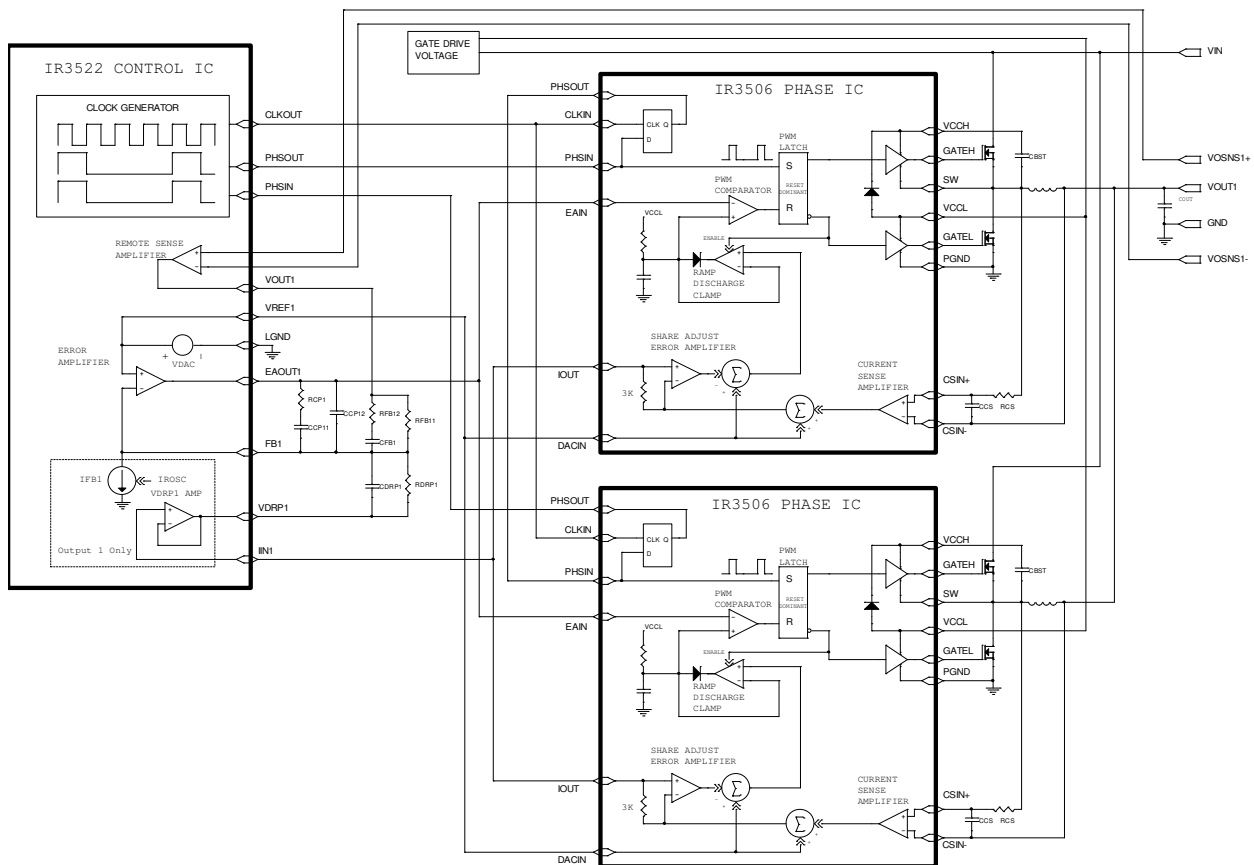 IR3522 CONTROL IC
CLOCK GENERATOR
CLKOUT
PHSOUT
PHSIN
REMOTE SENSE
AMPLIFIER
VOUT1
VREF1
LGND
VDAC
+
-
ERROR
AMPLIFIER
+
-
EAOUT1
RCP1
CCP11
CCP12
RFB12
CFB1
RFB11
FB1
IFB1
IROSC
VDRP1 AMP
+
-
VDRP1
CDRP1
RDRP1
Output 1 Only
IIN1
GATE DRIVE
VOLTAGE
IR3506 PHASE IC
PHSOUT
CLKIN
PHSIN
EAIN
IOUT
DACIN
CLK Q
D
PWM
LATCH
S
RESET
DOMINANT
R
PWM
COMPARATOR
-
+
VCCL
ENABLE
+
-
RAMP
DISCHARGE
CLAMP
SHARE ADJUST
ERROR AMPLIFIER
+
-
Σ
-
+
3K
Σ
+
+
CURRENT
SENSE
AMPLIFIER
+
-
VCCH
GATEH
SW
VCCL
GATEL
PGND
CSIN+
CSIN-
CBST
CCS
RCS
VIN
VOSNS1+
VOUT1
COUT
GND
VOSNS1-
IR3506 PHASE IC
PHSOUT
CLKIN
PHSIN
EAIN
IOUT
DACIN
CLK Q
D
PWM
LATCH
S
RESET
DOMINANT
R
PWM
COMPARATOR
-
+
VCCL
ENABLE
+
-
RAMP
DISCHARGE
CLAMP
SHARE ADJUST
ERROR AMPLIFIER
+
-
Σ
-
+
3K
Σ
+
+
CURRENT
SENSE
AMPLIFIER
+
-
VCCH
GATEH
SW
VCCL
GATEL
PGND
CSIN+
CSIN-
CBST
CCS
RCS